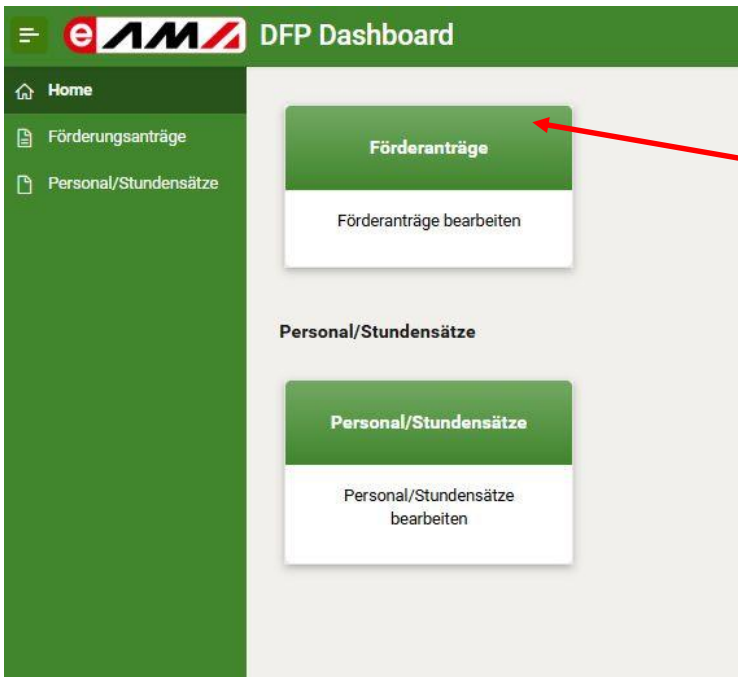 eAMA DFP Dashboard
Home
Förderungsanträge
Personal/Stundensätze
Förderanträge
Förderanträge bearbeiten
Personal/Stundensätze
Personal/Stundensätze
Personal/Stundensätze
bearbeiten